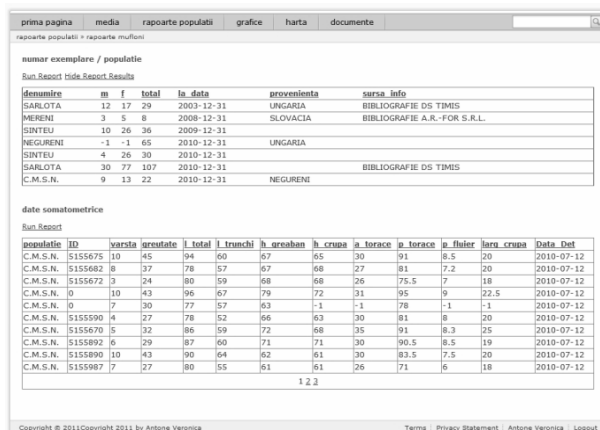 prima pagina media rapoarte populatii grafice harta documente
rapoarte populatii > rapoarte mufloni
numar exemplare / populatie
Run Report Hide Report Results
denumire m f total la_data provenienta sursa_info
SARLOTA 12 17 29 2003-12-31 UNGARIA BIBLIOGRAFIE DS TIMIS
MERENI 3 5 8 2008-12-31 SLOVACIA BIBLIOGRAFIE A.R.-FOR S.R.L.
SINTEU 10 26 36 2009-12-31
NEGURENI -1 -1 65 2010-12-31 UNGARIA
SINTEU 4 26 30 2010-12-31
SARLOTA 30 77 107 2010-12-31 BIBLIOGRAFIE DS TIMIS
C.M.S.N. 9 13 22 2010-12-31 NEGURENI
date somatometrice
Run Report
populatie ID varsta greutate l_total l_trunchi h_greaban h_crupa a_torace p_torace p_fluier larg_crupa Data_Det
C.M.S.N. 5155675 10 45 94 60 67 65 30 91 8.5 20 2010-07-12
C.M.S.N. 5155682 8 37 78 57 67 68 27 81 7.2 20 2010-07-12
C.M.S.N. 5155672 3 24 80 59 68 68 26 75.5 7 18 2010-07-12
C.M.S.N. 0 10 43 96 67 79 72 31 95 9 22.5 2010-07-12
C.M.S.N. 0 7 30 77 57 63 -1 -1 78 -1 -1 2010-07-12
C.M.S.N. 5155590 4 27 78 52 66 63 30 81 8 20 2010-07-12
C.M.S.N. 5155670 5 32 86 59 72 68 35 91 8.3 25 2010-07-12
C.M.S.N. 5155892 6 29 87 60 71 71 30 90.5 8.5 19 2010-07-12
C.M.S.N. 5155890 10 43 90 64 62 61 30 83.5 7.5 20 2010-07-12
C.M.S.N. 5155987 7 27 80 55 61 61 26 71 6 18 2010-07-12
1 2 3
Copyright © 2011Copyright 2011 by Antone Veronica Terms | Privacy Statement | Antone Veronica | Logout